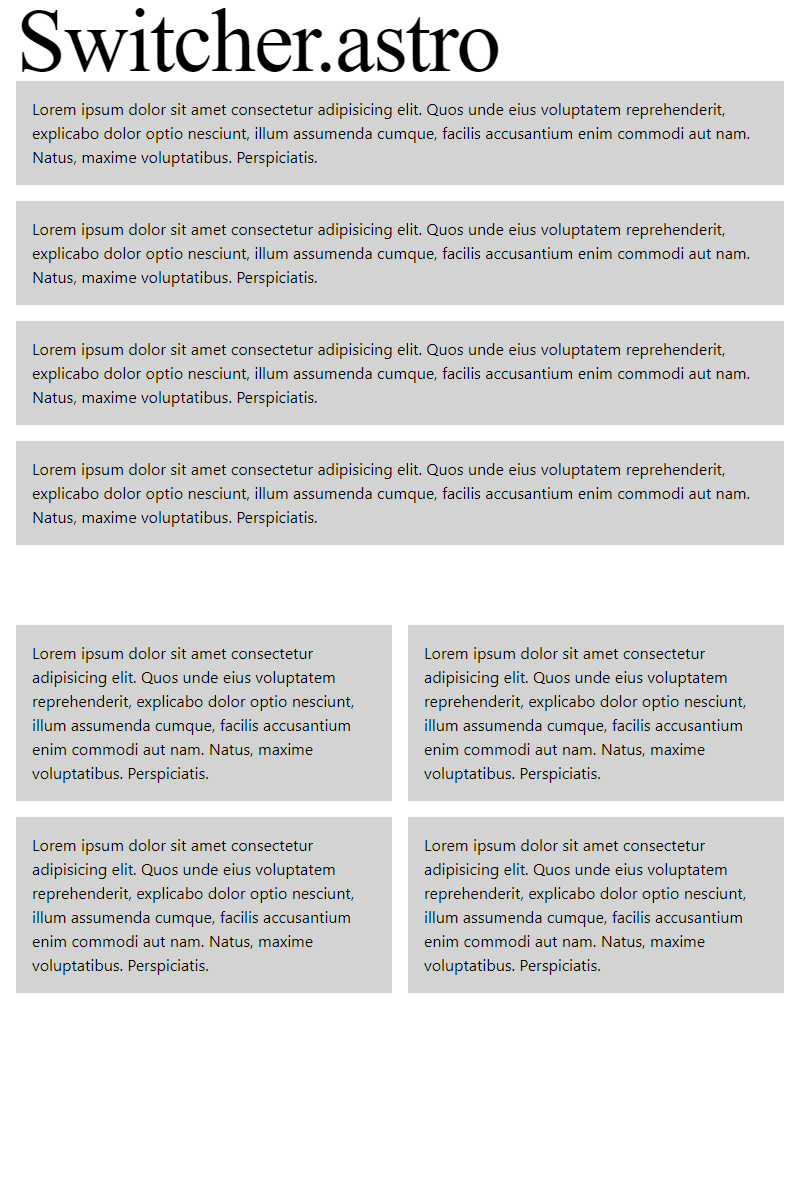 Switcher.astro
Lorem ipsum dolor sit amet consectetur adipisicing elit. Quos unde eius voluptatem reprehenderit,
explicabo dolor optio nesciunt, illum assumenda cumque, facilis accusantium enim commodi aut nam.
Natus, maxime voluptatibus. Perspiciatis.
Lorem ipsum dolor sit amet consectetur adipisicing elit. Quos unde eius voluptatem reprehenderit,
explicabo dolor optio nesciunt, illum assumenda cumque, facilis accusantium enim commodi aut nam.
Natus, maxime voluptatibus. Perspiciatis.
Lorem ipsum dolor sit amet consectetur adipisicing elit. Quos unde eius voluptatem reprehenderit,
explicabo dolor optio nesciunt, illum assumenda cumque, facilis accusantium enim commodi aut nam.
Natus, maxime voluptatibus. Perspiciatis.
Lorem ipsum dolor sit amet consectetur adipisicing elit. Quos unde eius voluptatem reprehenderit,
explicabo dolor optio nesciunt, illum assumenda cumque, facilis accusantium enim commodi aut nam.
Natus, maxime voluptatibus. Perspiciatis.
Lorem ipsum dolor sit amet consectetur
adipisicing elit. Quos unde eius voluptatem
reprehenderit, explicabo dolor optio nesciunt,
illum assumenda cumque, facilis accusantium
enim commodi aut nam. Natus, maxime
voluptatibus. Perspiciatis.
Lorem ipsum dolor sit amet consectetur
adipisicing elit. Quos unde eius voluptatem
reprehenderit, explicabo dolor optio nesciunt,
illum assumenda cumque, facilis accusantium
enim commodi aut nam. Natus, maxime
voluptatibus. Perspiciatis.
Lorem ipsum dolor sit amet consectetur
adipisicing elit. Quos unde eius voluptatem
reprehenderit, explicabo dolor optio nesciunt,
illum assumenda cumque, facilis accusantium
enim commodi aut nam. Natus, maxime
voluptatibus. Perspiciatis.
Lorem ipsum dolor sit amet consectetur
adipisicing elit. Quos unde eius voluptatem
reprehenderit, explicabo dolor optio nesciunt,
illum assumenda cumque, facilis accusantium
enim commodi aut nam. Natus, maxime
voluptatibus. Perspiciatis.